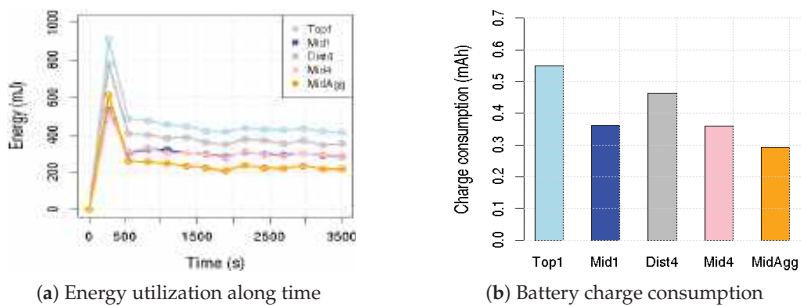 Energy (mJ)
1000
800
600
400
200
0
Top1
Mid1
Dist4
Mid4
MidAgg
0 500 1500 2500 3500
Time (s)
(a) Energy utilization along time
Charge consumption (mAh)
0.7
0.6
0.5
0.4
0.3
0.2
0.1
0.0
Top1 Mid1 Dist4 Mid4 MidAgg
(b) Battery charge consumption